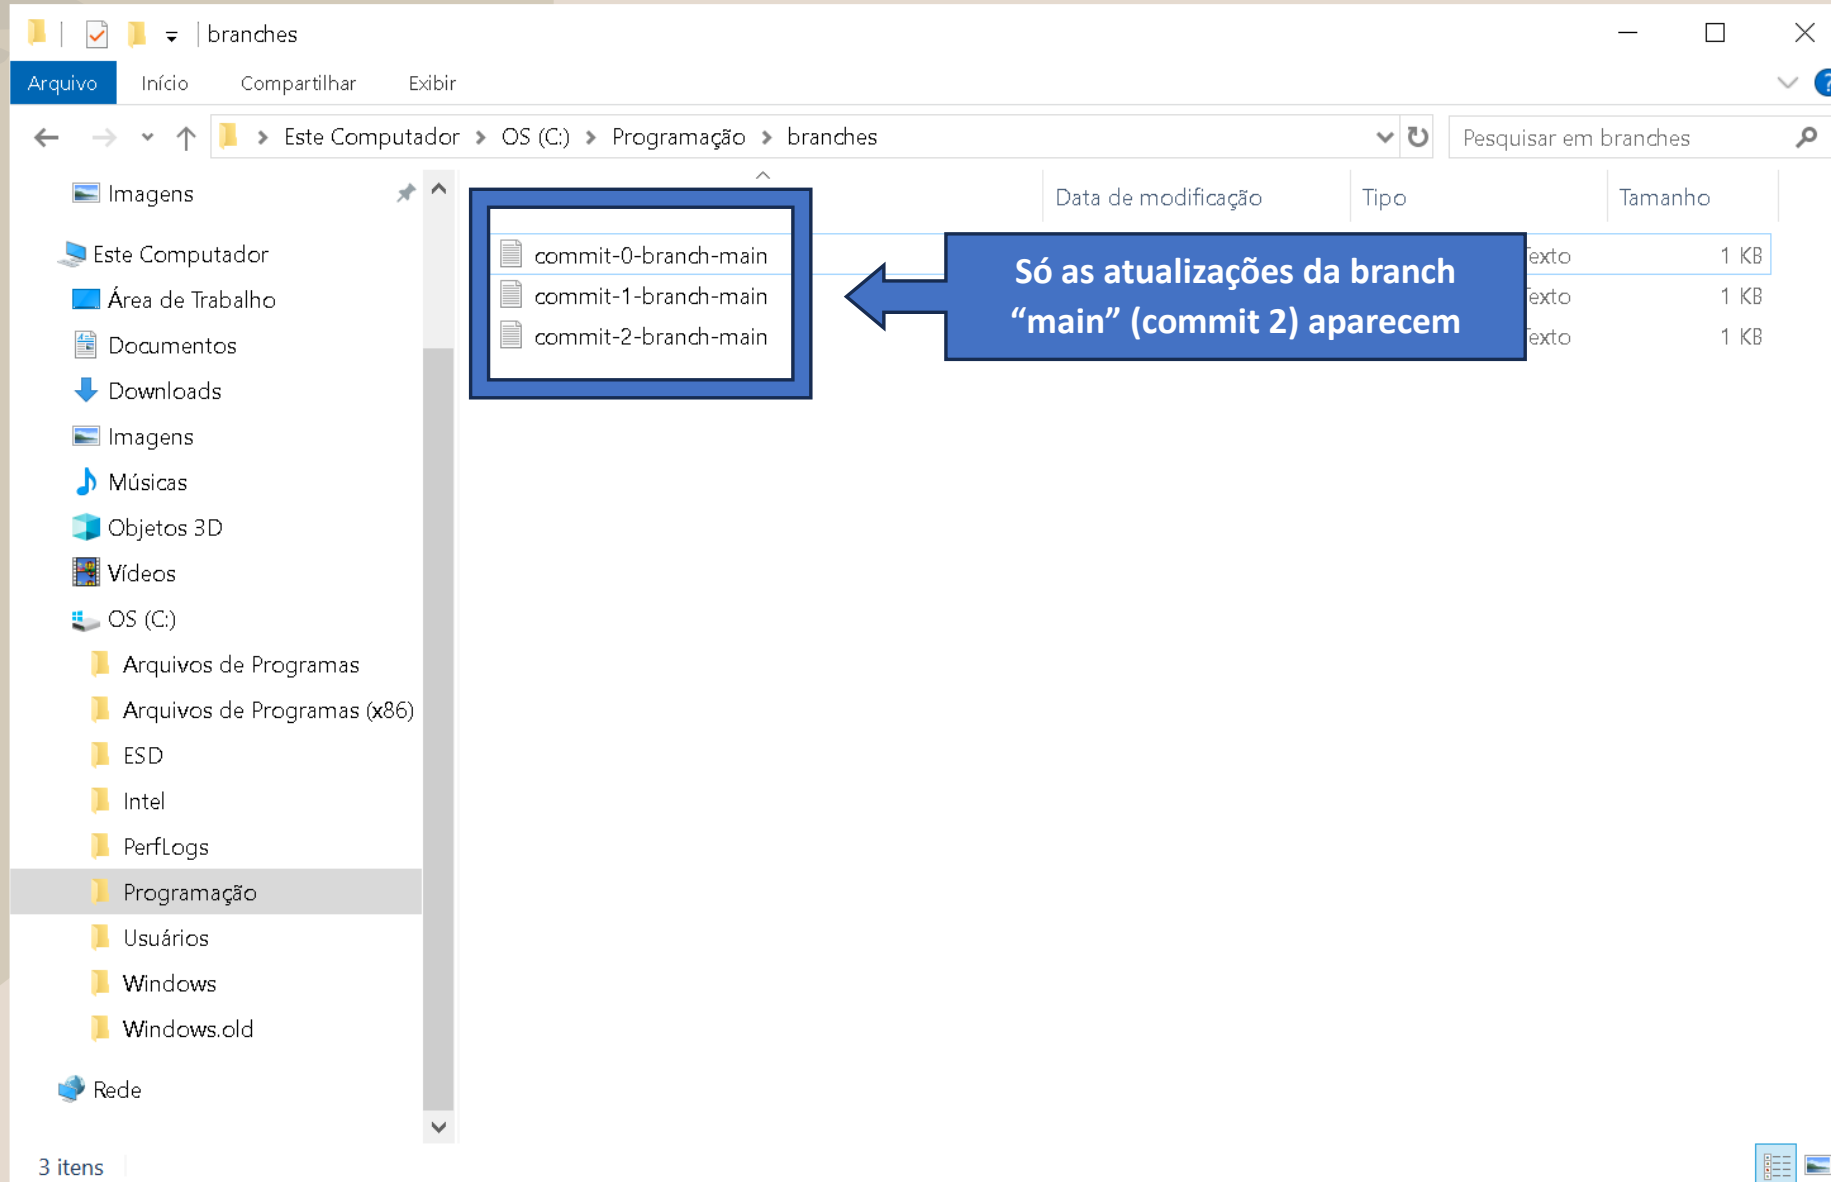 branches
Arquivo Início Compartilhar Exibir
Este Computador OS (C:) Programação branches
Pesquisar em branches
Data de modificação Tipo Tamanho
Imagens
Este Computador
Área de Trabalho
Documentos
Downloads
Imagens
Músicas
Objetos 3D
Vídeos
OS (C:)
Arquivos de Programas
Arquivos de Programas (x86)
ESD
Intel
PerfLogs
Programação
Usuários
Windows
Windows.old
Rede
commit-0-branch-main 1 KB
commit-1-branch-main 1 KB
commit-2-branch-main 1 KB
Só as atualizações da branch
“main” (commit 2) aparecem
3 itens